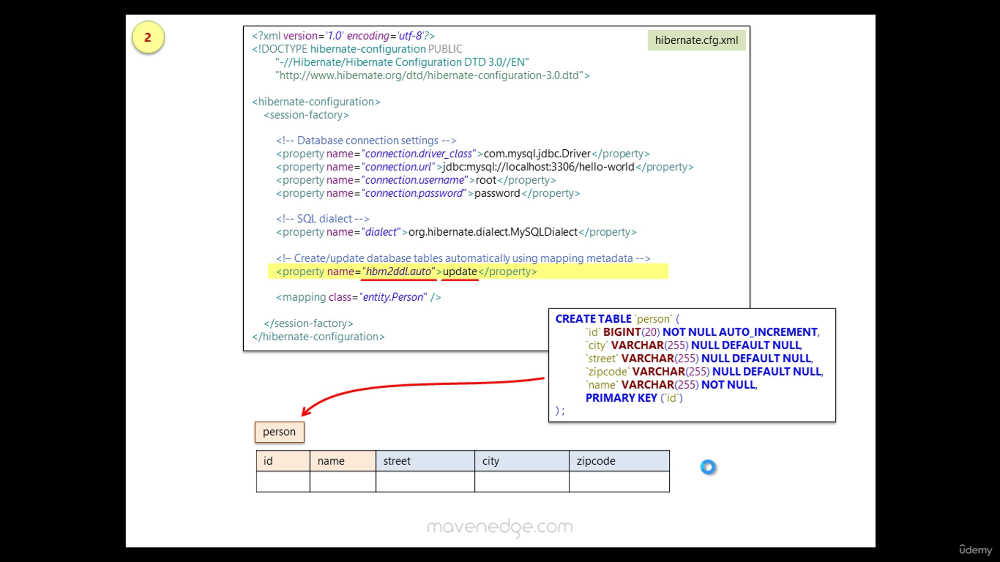 2
hibernate.cfg.xml
<?xml version='1.0' encoding='utf-8'?>
<!DOCTYPE hibernate-configuration PUBLIC
"-//Hibernate/Hibernate Configuration DTD 3.0//EN"
"http://www.hibernate.org/dtd/hibernate-configuration-3.0.dtd">
<hibernate-configuration>
<session-factory>
<!-- Database connection settings -->
<property name="connection.driver_class">com.mysql.jdbc.Driver</property>
<property name="connection.url">jdbc:mysql://localhost:3306/hello-world</property>
<property name="connection.username">root</property>
<property name="connection.password">password</property>
<!-- SQL dialect -->
<property name="dialect">org.hibernate.dialect.MySQLDialect</property>
<!– Create/update database tables automatically using mapping metadata -->
<property name="hbm2ddl.auto">update</property>
<mapping class="entity.Person" />
</session-factory>
</hibernate-configuration>
CREATE TABLE `person` (
`id` BIGINT(20) NOT NULL AUTO_INCREMENT,
`city` VARCHAR(255) NULL DEFAULT NULL,
`street` VARCHAR(255) NULL DEFAULT NULL,
`zipcode` VARCHAR(255) NULL DEFAULT NULL,
`name` VARCHAR(255) NOT NULL,
PRIMARY KEY (`id`)
);
person
id name street city zipcode
mavenedge.com
ûdemy